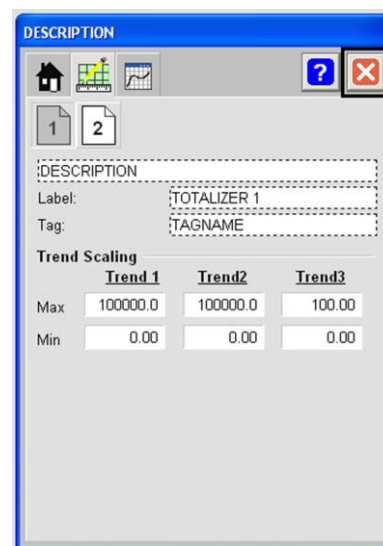 DESCRIPTION
?
1 2
DESCRIPTION
Label: TOTALIZER 1
Tag: TAGNAME
Trend Scaling
Trend 1 Trend2 Trend3
Max 100000.0 100000.0 100.00
Min 0.00 0.00 0.00